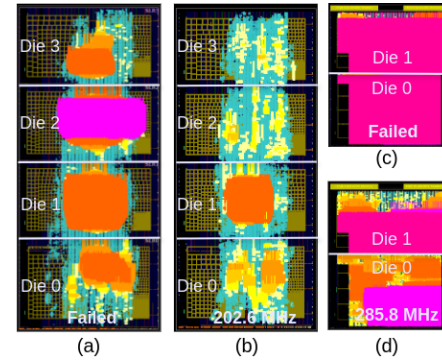 Die 3
Die 2
Die 1
Die 0
Failed
(a)
Die 3
Die 2
Die 1
Die 0
202.6 MHz
(b)
Die 1
Die 0
Failed
(c)
Die 1
Die 0
285.8 MHz
(d)